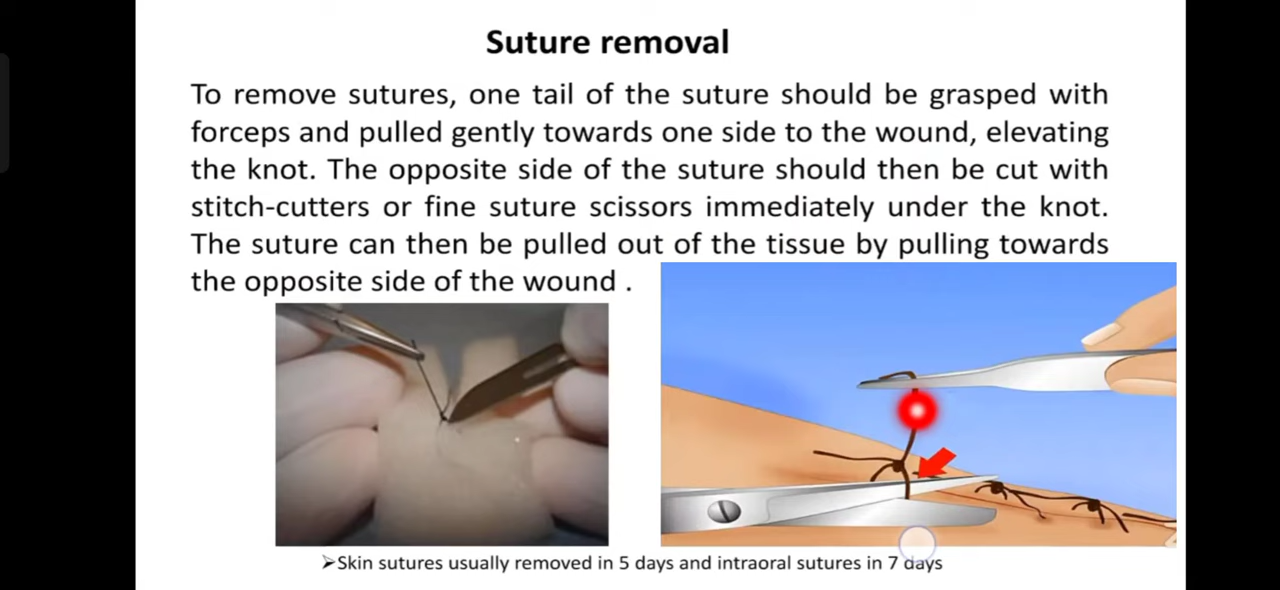 Suture removal
To remove sutures, one tail of the suture should be grasped with
forceps and pulled gently towards one side to the wound, elevating
the knot. The opposite side of the suture should then be cut with
stitch-cutters or fine suture scissors immediately under the knot.
The suture can then be pulled out of the tissue by pulling towards
the opposite side of the wound .
➢Skin sutures usually removed in 5 days and intraoral sutures in 7 days